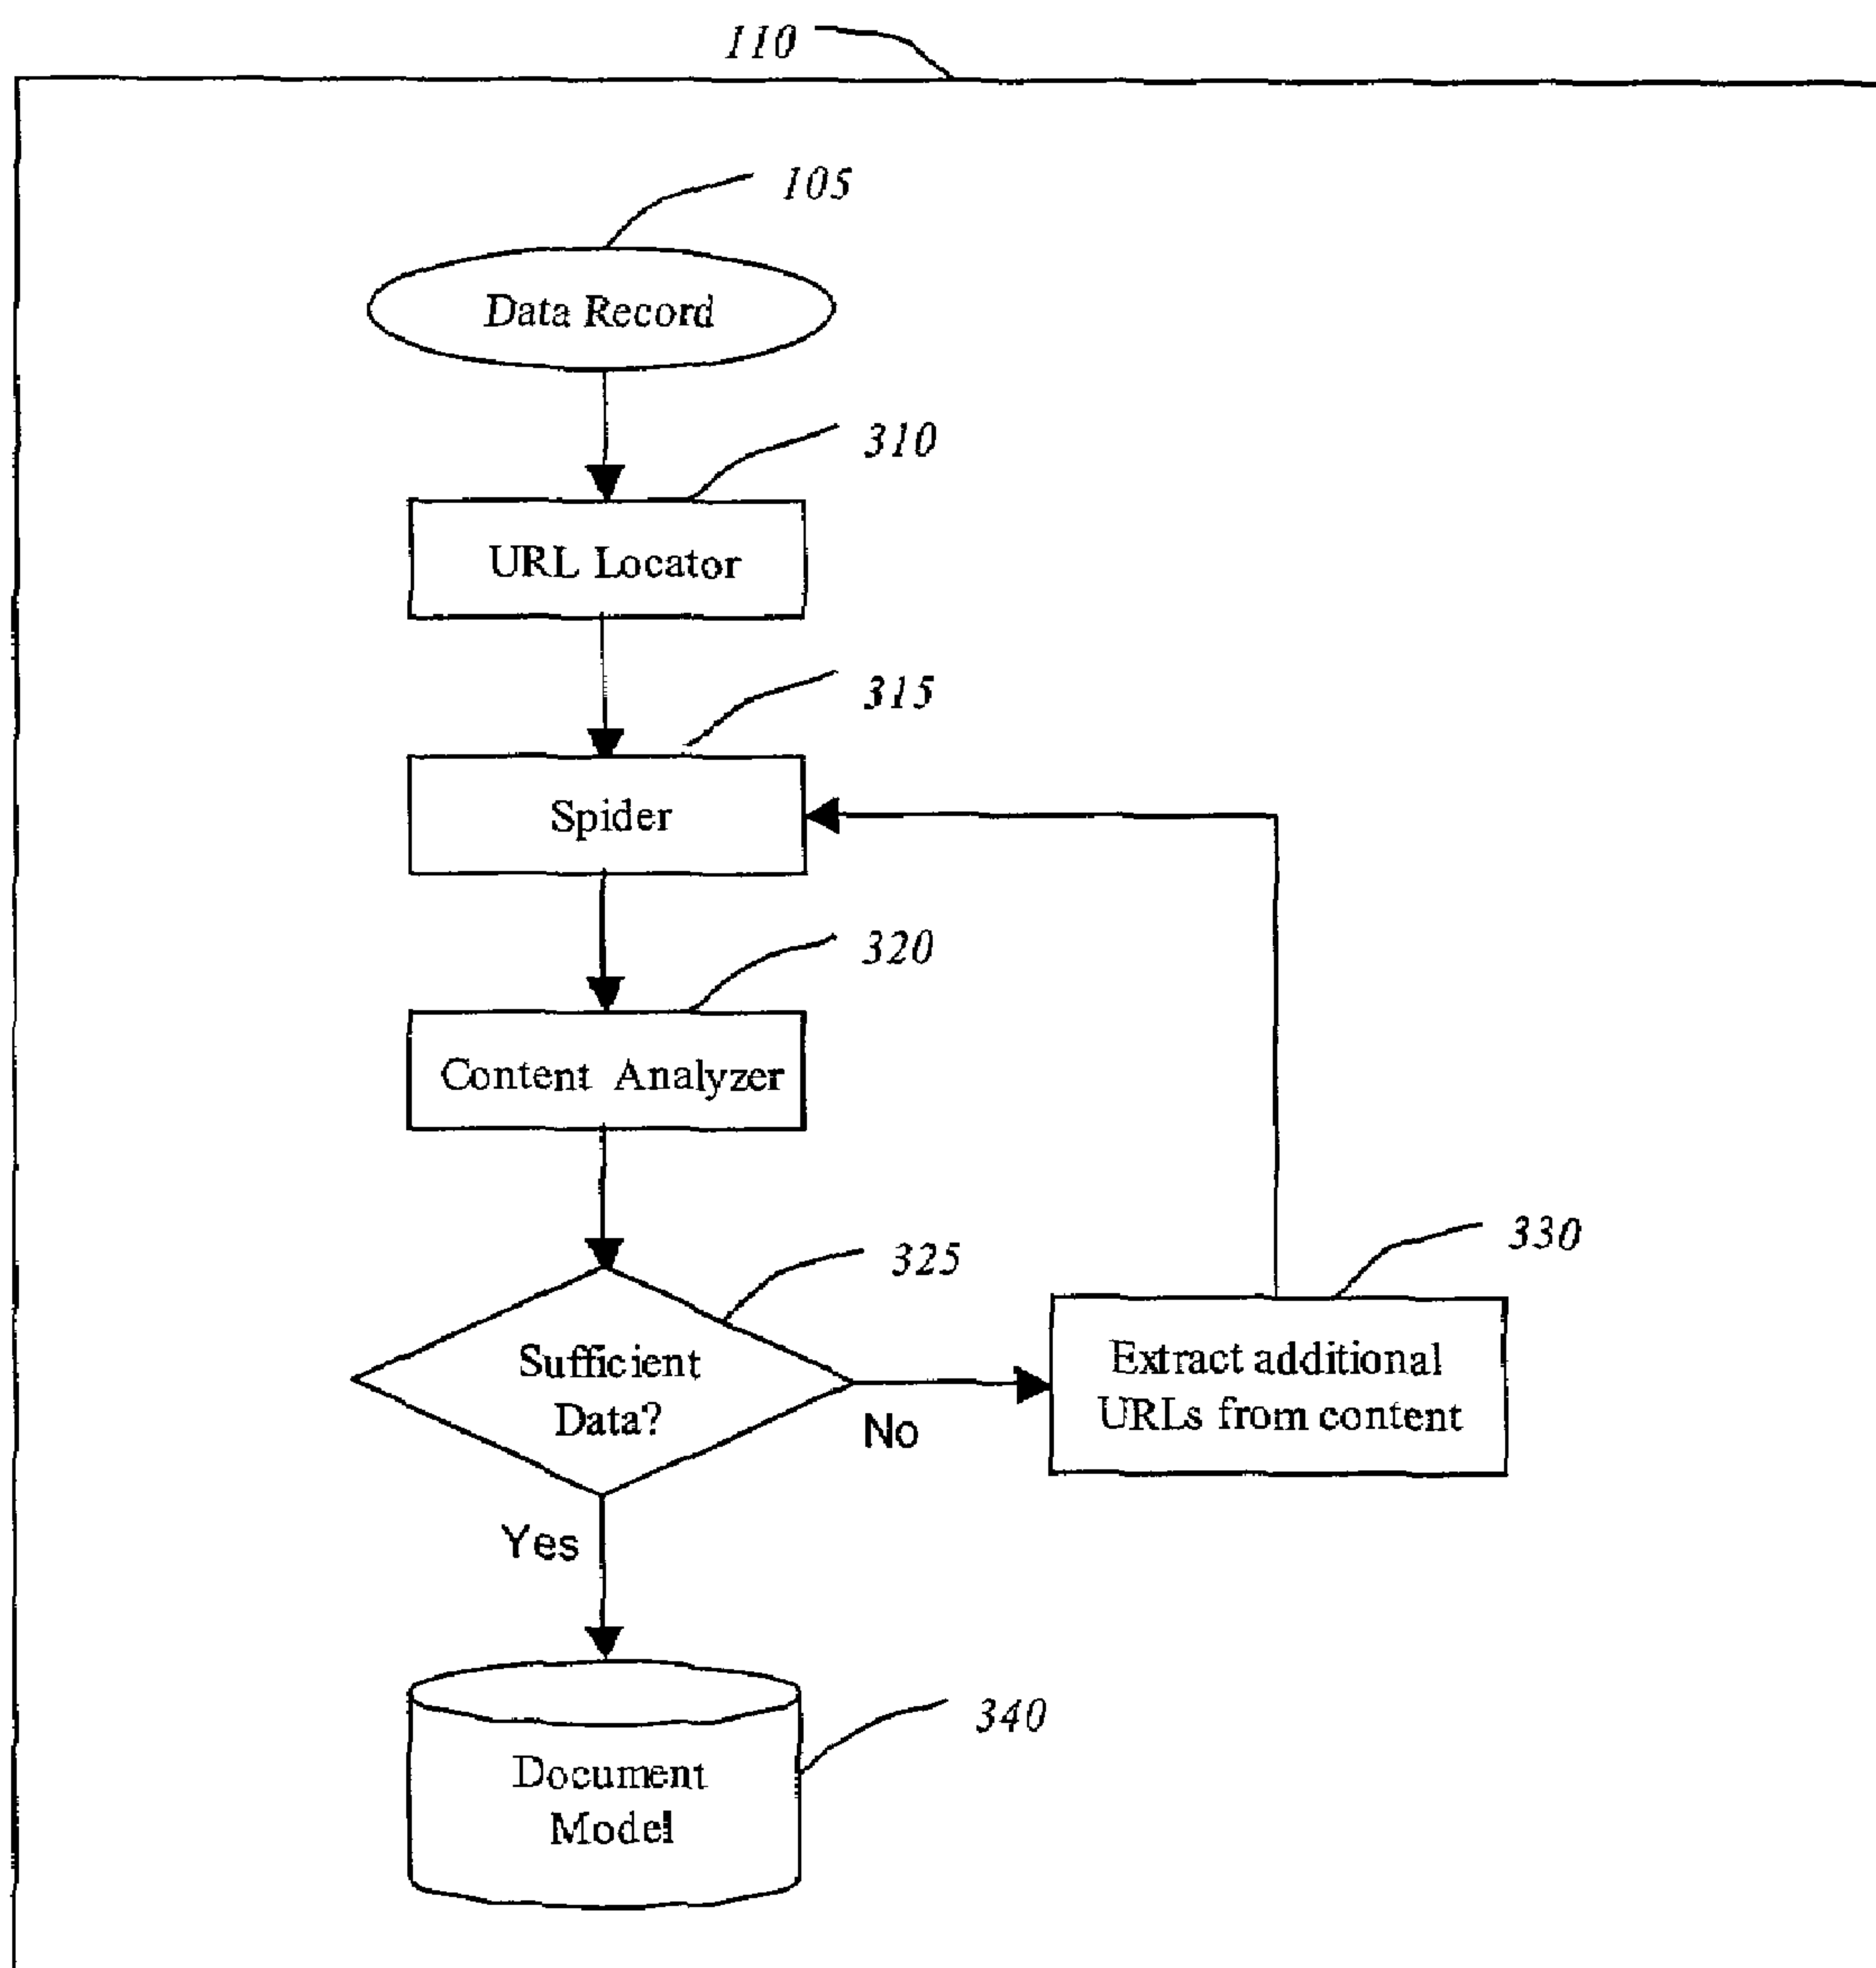 110
105
Data Record
310
URL Locator
315
Spider
320
Content Analyzer
325
Sufficient
Data?
No
330
Extract additional
URLs from content
Yes
340
Document
Model